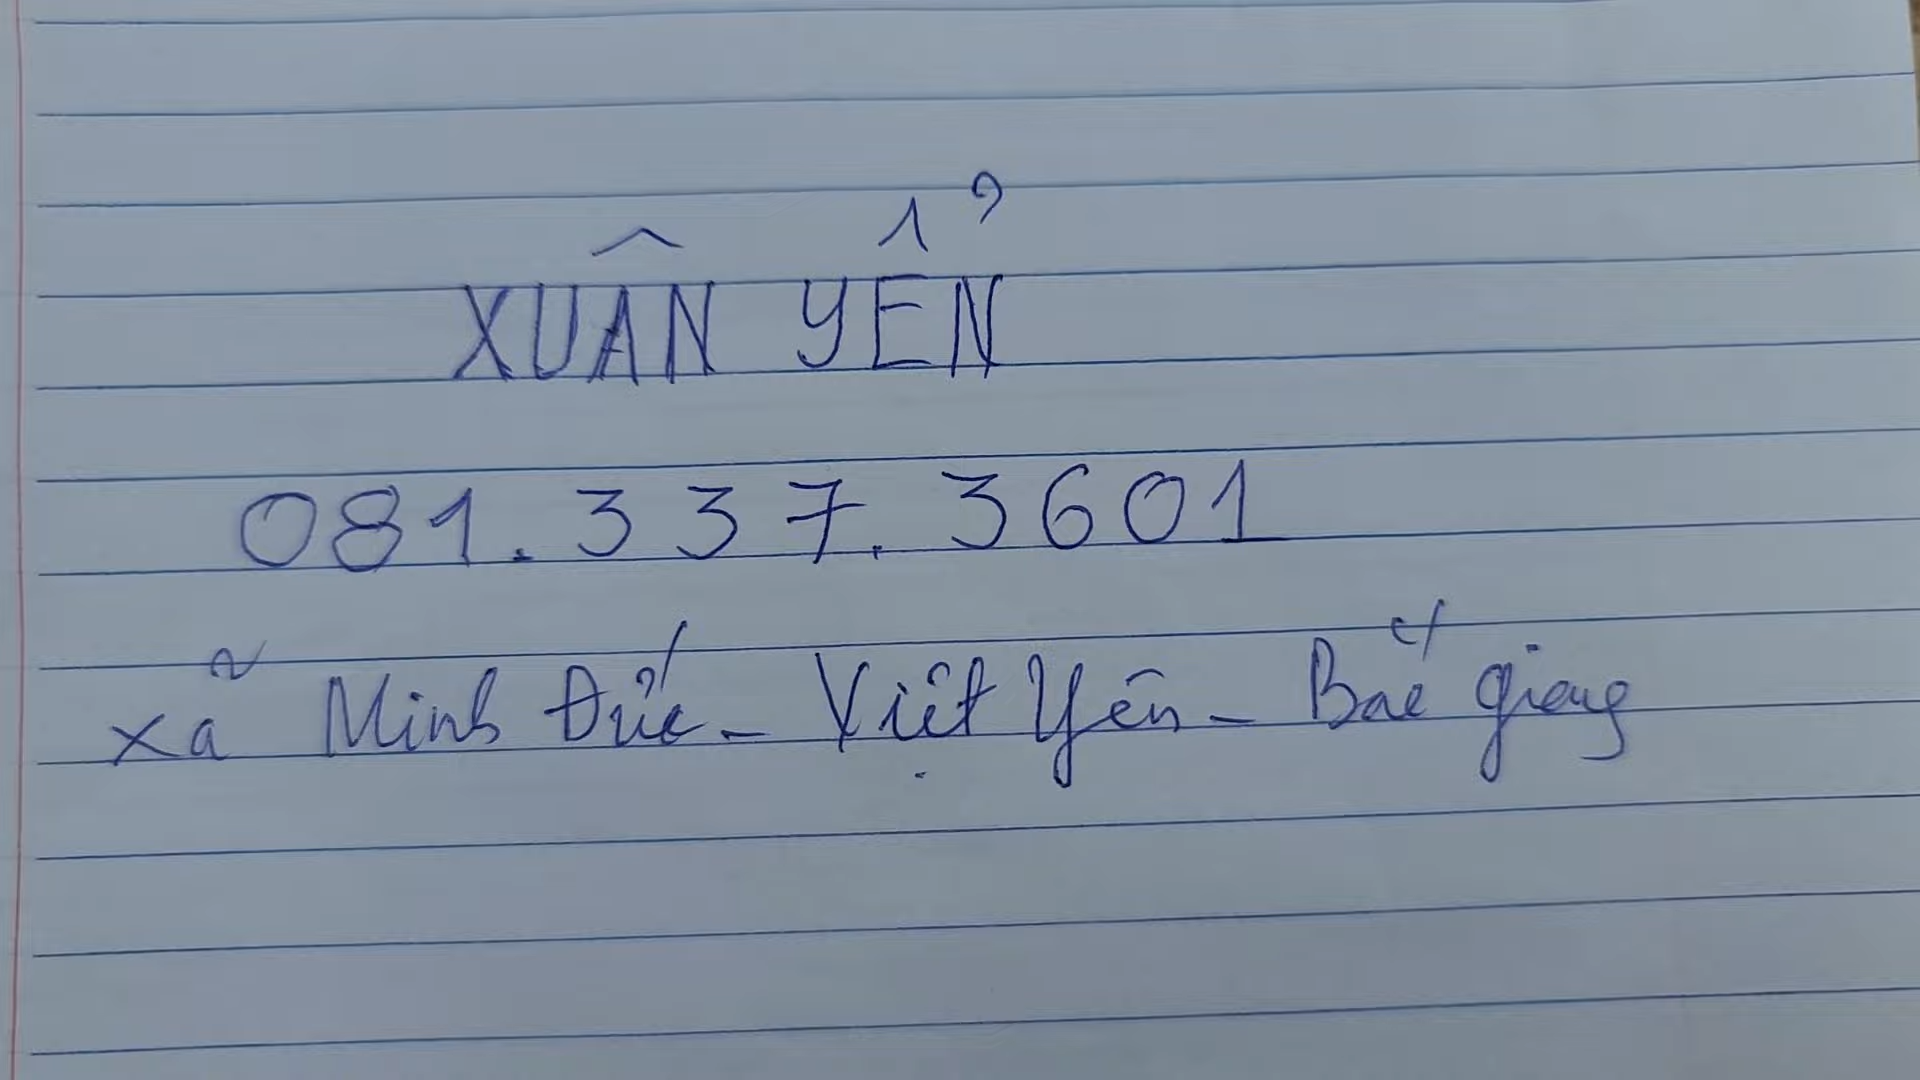 XUÂN YỂN
081.337.3601
xã Minh Đức - Việt Yên - Bắc giang